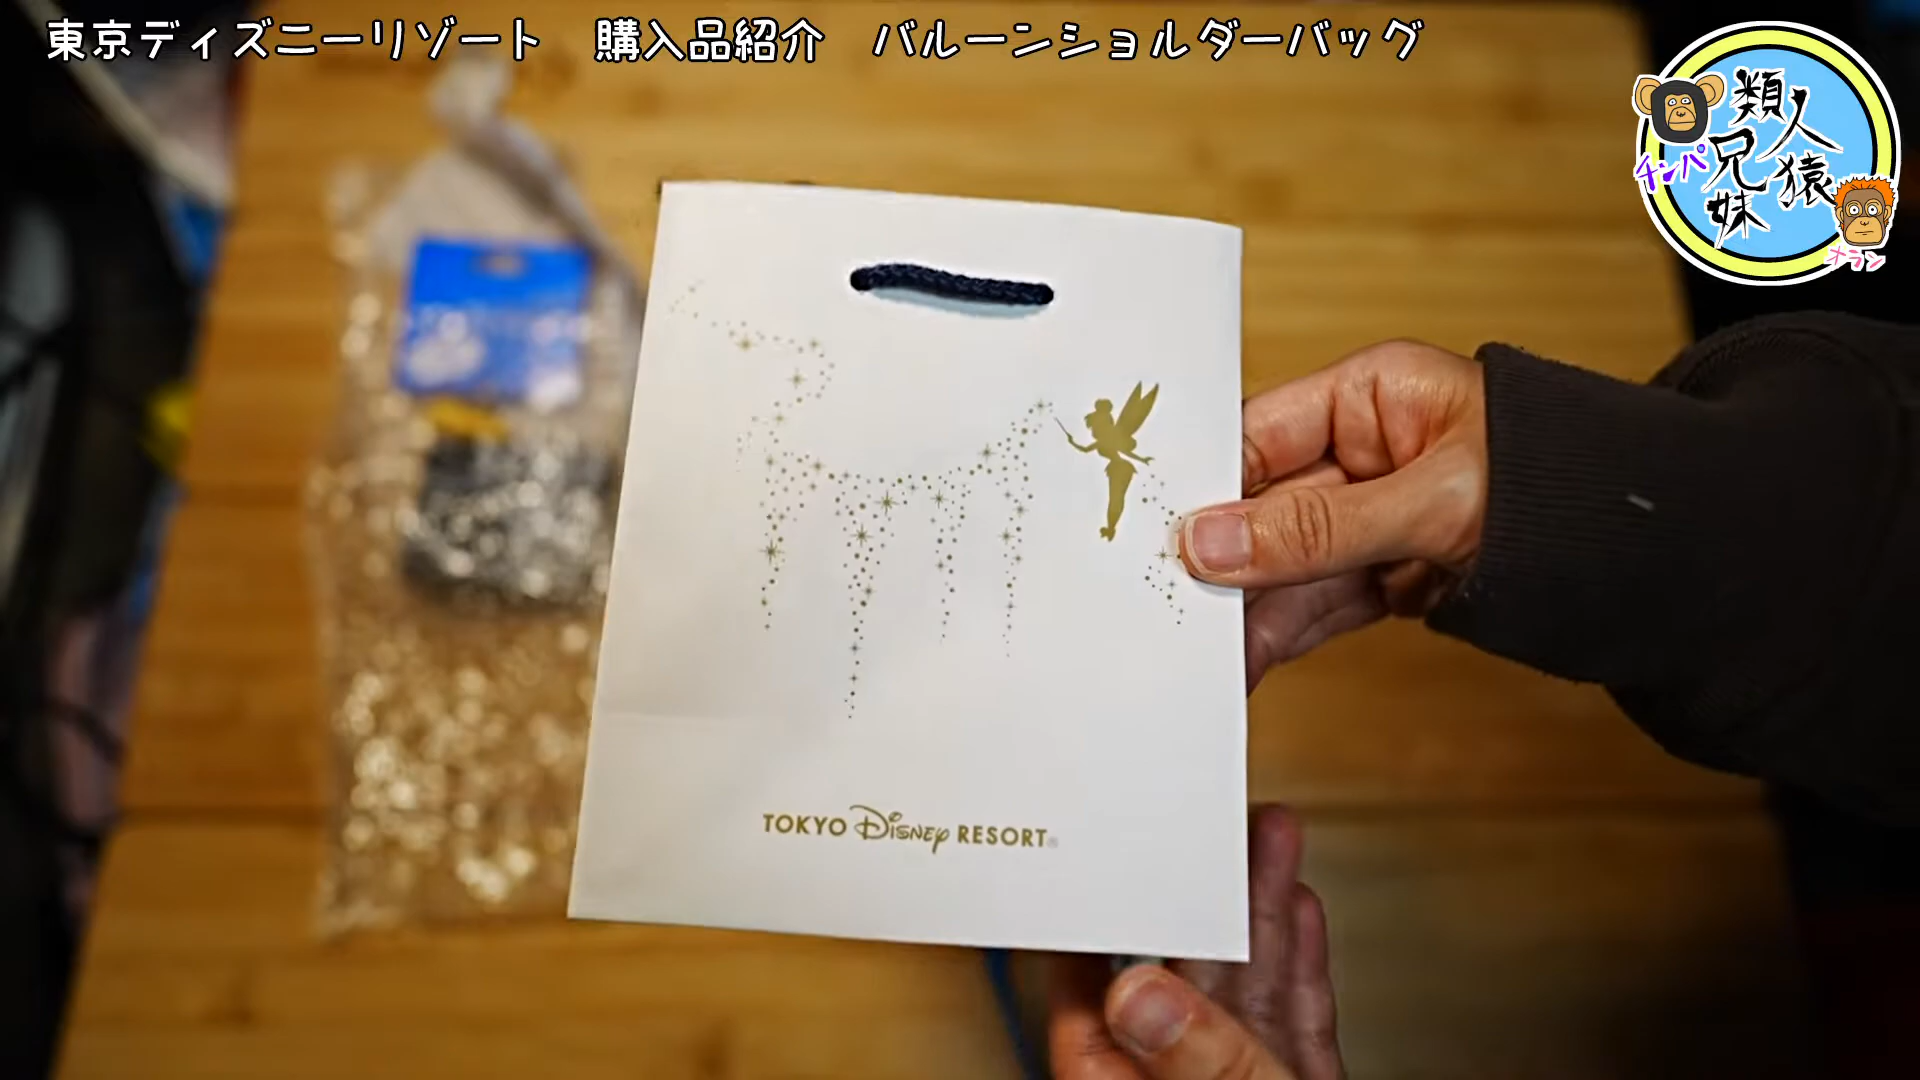 東京ディズニーリゾート　購入品紹介　バルーンショルダーバッグ
類人猿
兄妹
チンパ
オラン
TOKYO Disney RESORT